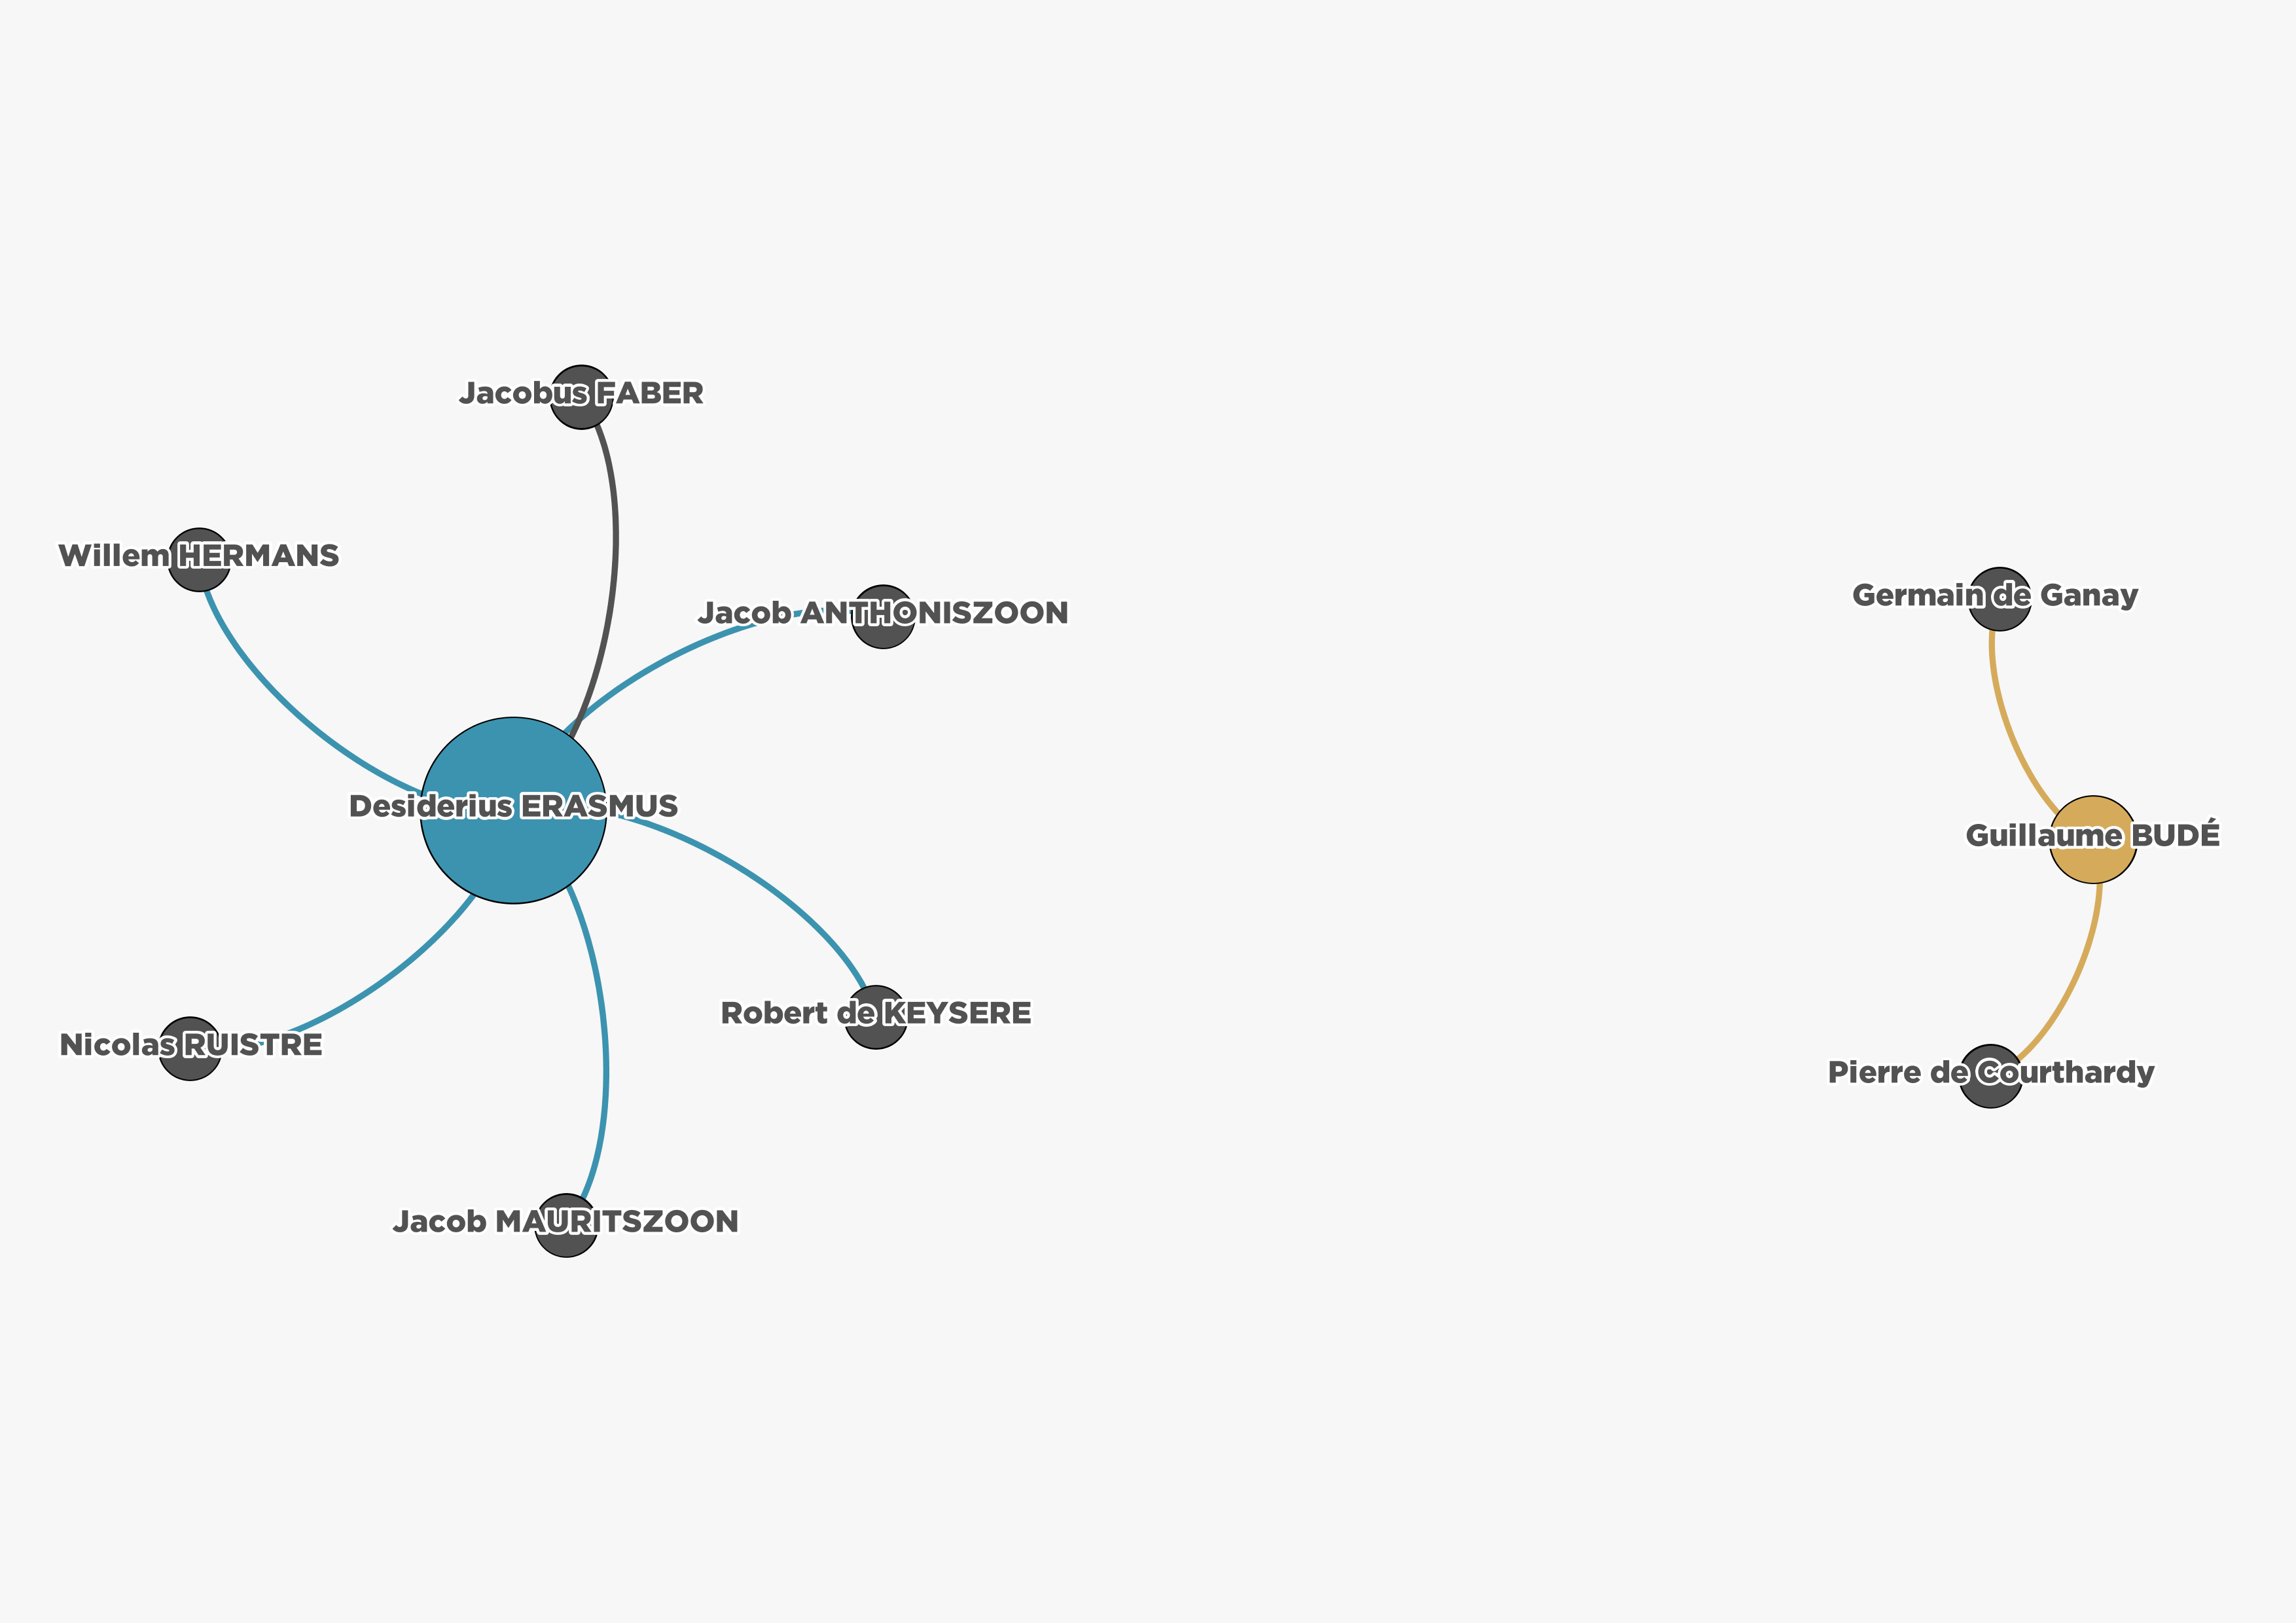 Jacobus FABER
Willem HERMANS
Jacob ANTHONISZOON
Desiderius ERASMUS
Robert de KEYSERE
Nicolas RUISTRE
Jacob MAURITSZOON
Germain de Ganay
Guillaume BUDÉ
Pierre de Courthardy